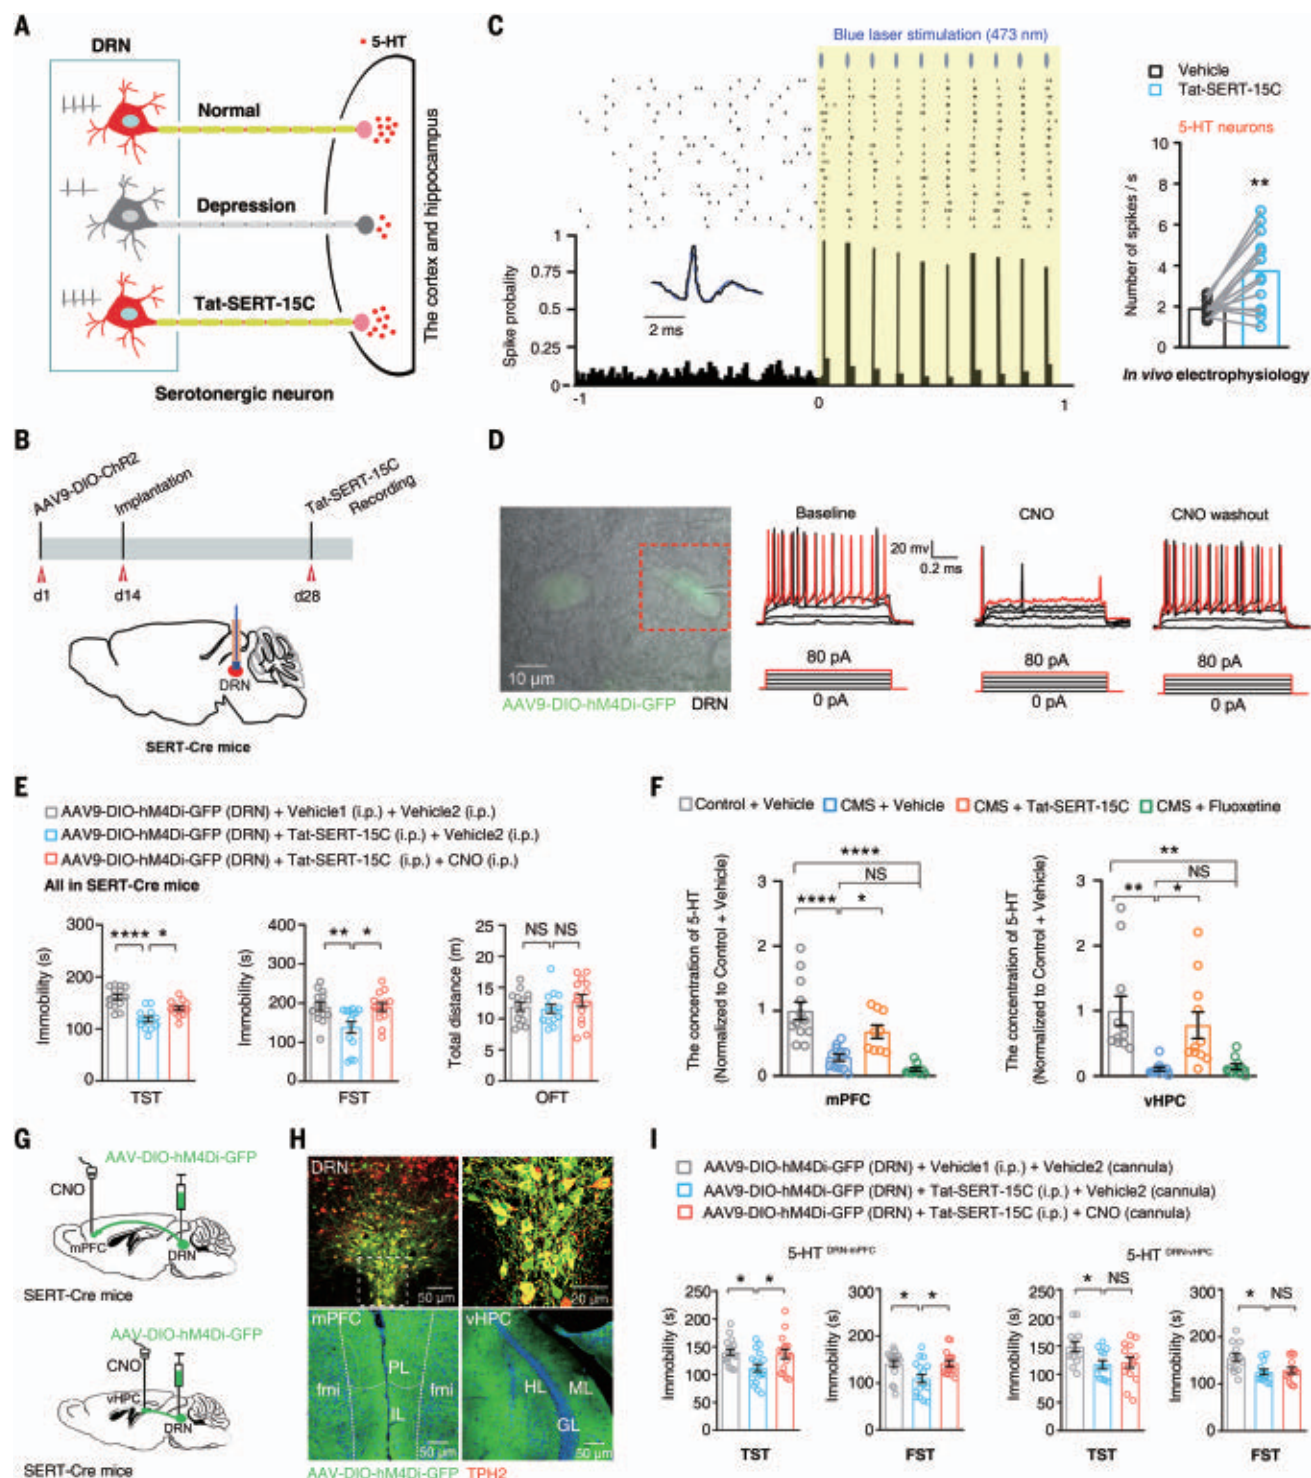 A
DRN
5-HT
Normal
Depression
Tat-SERT-15C
The cortex and hippocampus
Serotonergic neuron
B
AAV9-DIO-ChR2
Implantation
Tat-SERT-15C
Recording
d1
d14
d28
DRN
SERT-Cre mice
C
Blue laser stimulation (473 nm)
1
0.75
0.5
0.25
0
Spike probality
2 ms
-1
0
1
Vehicle
Tat-SERT-15C
5-HT neurons
10
8
6
4
2
0
Number of spikes / s
**
In vivo electrophysiology
D
10 µm
AAV9-DIO-hM4Di-GFP
DRN
Baseline
CNO
CNO washout
20 mv
0.2 ms
80 pA
0 pA
80 pA
0 pA
80 pA
0 pA
E
AAV9-DIO-hM4Di-GFP (DRN) + Vehicle1 (i.p.) + Vehicle2 (i.p.)
AAV9-DIO-hM4Di-GFP (DRN) + Tat-SERT-15C (i.p.) + Vehicle2 (i.p.)
AAV9-DIO-hM4Di-GFP (DRN) + Tat-SERT-15C (i.p.) + CNO (i.p.)
All in SERT-Cre mice
Immobility (s)
300
200
100
0
**** *
TST
Immobility (s)
400
300
200
100
0
** *
FST
Total distance (m)
30
25
20
15
10
5
0
NS NS
OFT
F
Control + Vehicle CMS + Vehicle CMS + Tat-SERT-15C CMS + Fluoxetine
The concentration of 5-HT
(Normalized to Control + Vehicle)
3
2
1
0
****
NS
**** *
mPFC
The concentration of 5-HT
(Normalized to Control + Vehicle)
3
2
1
0
**
NS
** *
vHPC
G
AAV-DIO-hM4Di-GFP
CNO
mPFC
DRN
SERT-Cre mice
AAV-DIO-hM4Di-GFP
CNO
vHPC
DRN
SERT-Cre mice
H
DRN
50 µm
20 µm
mPFC
PL
fmi
fmi
IL
50 µm
vHPC
HL
ML
GL
50 µm
AAV-DIO-hM4Di-GFP TPH2
I
AAV9-DIO-hM4Di-GFP (DRN) + Vehicle1 (i.p.) + Vehicle2 (cannula)
AAV9-DIO-hM4Di-GFP (DRN) + Tat-SERT-15C (i.p.) + Vehicle2 (cannula)
AAV9-DIO-hM4Di-GFP (DRN) + Tat-SERT-15C (i.p.) + CNO (cannula)
5-HT DRN-mPFC
5-HT DRN-vHPC
Immobility (s)
250
200
150
100
50
0
* *
TST
Immobility (s)
250
200
150
100
50
0
* *
FST
Immobility (s)
200
150
100
50
0
* NS
TST
Immobility (s)
300
200
100
0
* NS
FST